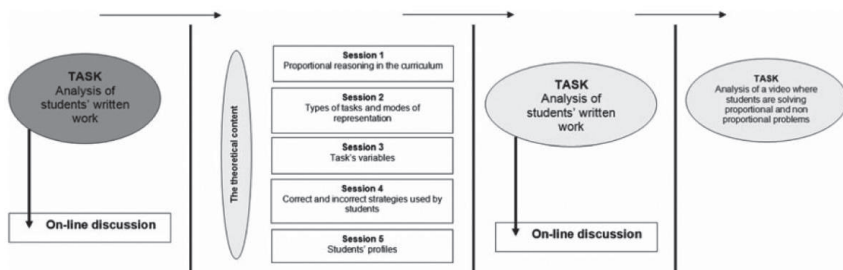 TASK
Analysis of
students' written
work
On-line discussion
The theoretical content
Session 1
Proportional reasoning in the curriculum
Session 2
Types of tasks and modes of
representation
Session 3
Task's variables
Session 4
Correct and incorrect strategies used by
students
Session 5
Students' profiles
TASK
Analysis of
students' written
work
On-line discussion
TASK
Analysis of a video where
students are solving
proportional and non
proportional problems